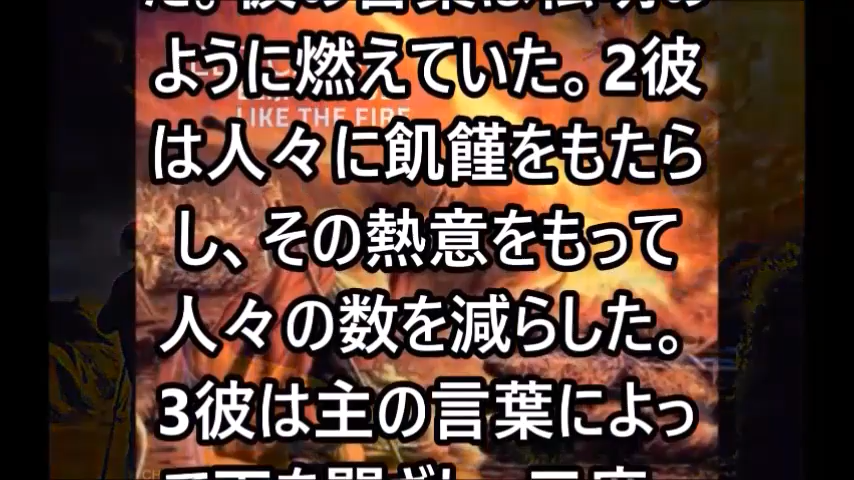 ように燃えていた。2彼
は人々に飢饉をもたら
し、その熱意をもって
人々の数を減らした。
3彼は主の言葉によっ
LIKE THE FIRE